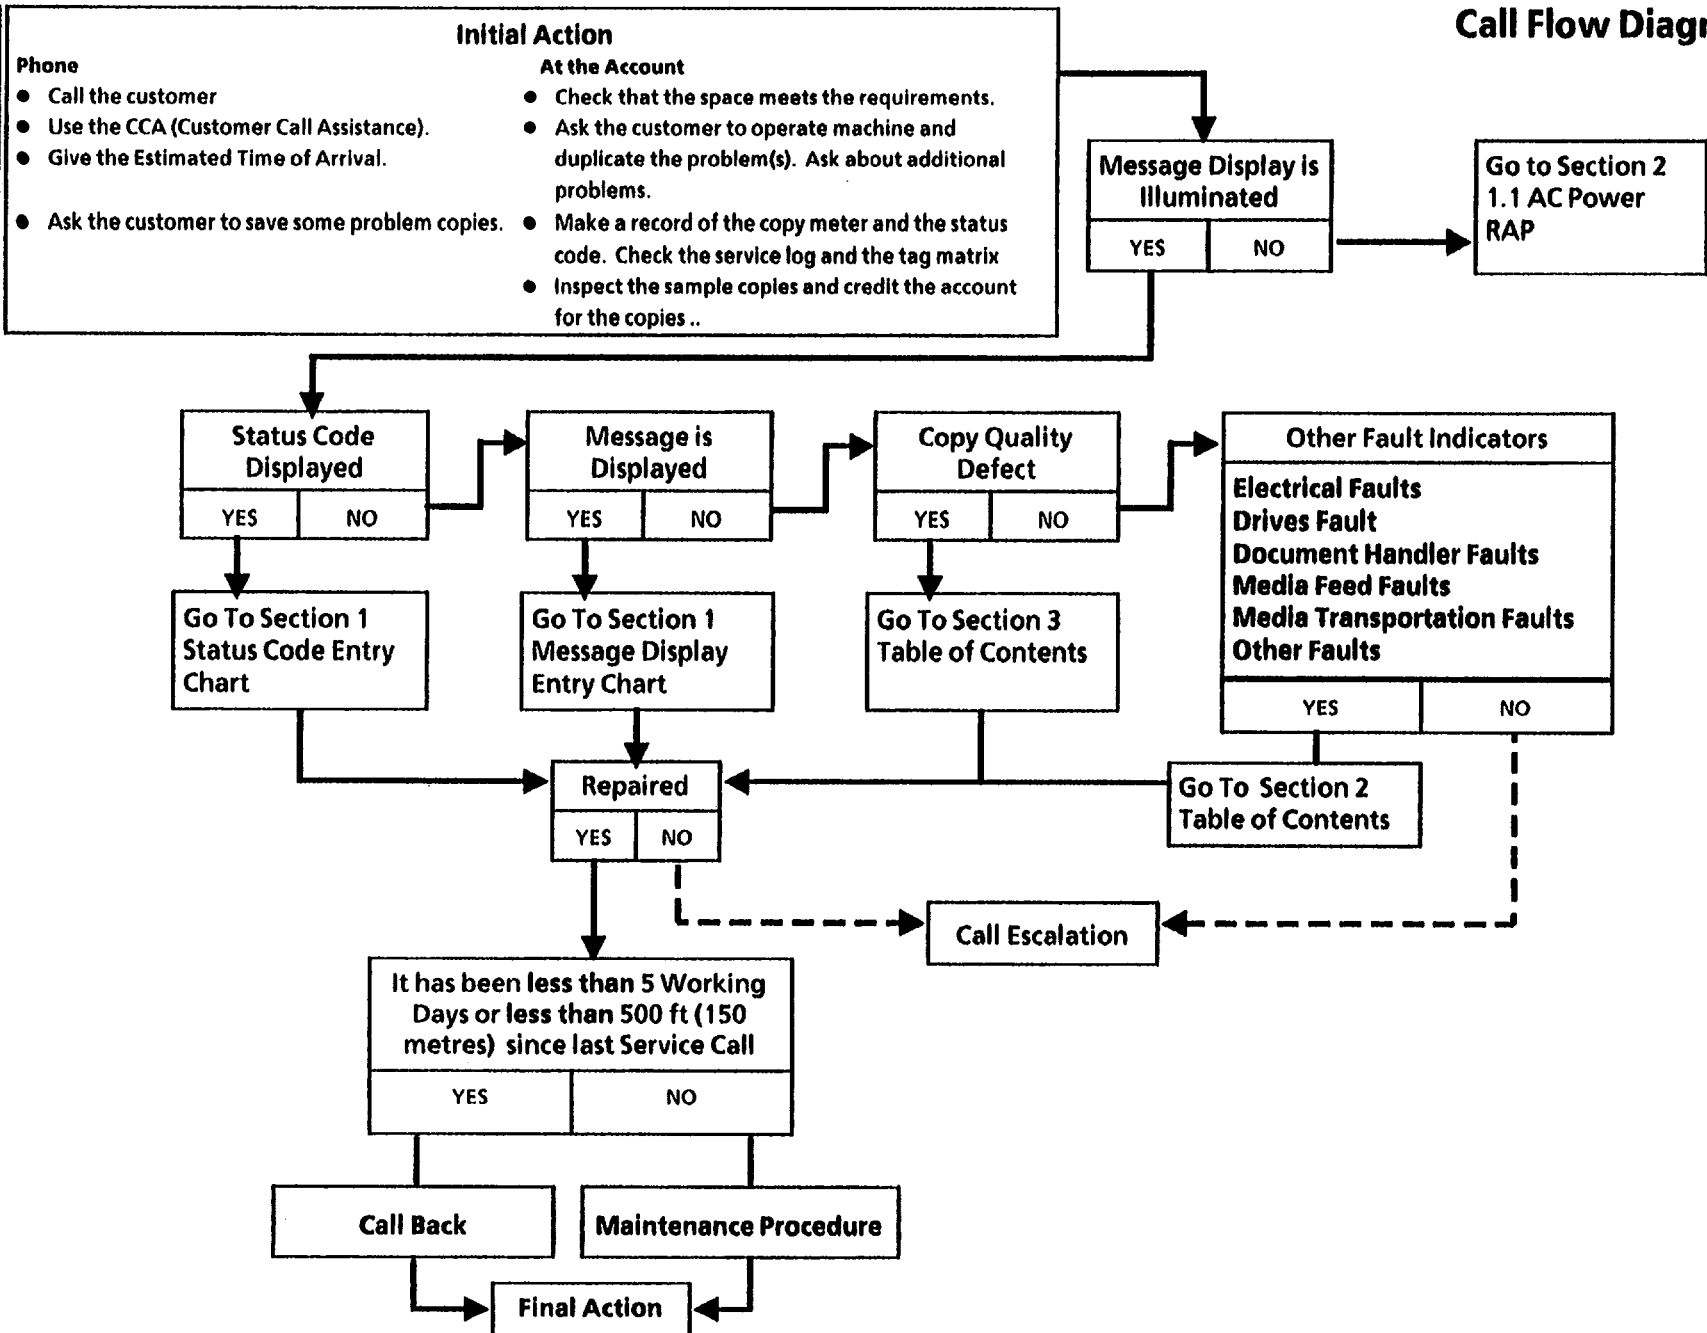 Call Flow Diagr
Initial Action
Phone
● Call the customer
● Use the CCA (Customer Call Assistance).
● Give the Estimated Time of Arrival.
● Ask the customer to save some problem copies.
At the Account
● Check that the space meets the requirements.
● Ask the customer to operate machine and
duplicate the problem(s). Ask about additional
problems.
● Make a record of the copy meter and the status
code. Check the service log and the tag matrix
● Inspect the sample copies and credit the account
for the copies ..
Message Display is
Illuminated
YES NO
Go to Section 2
1.1 AC Power
RAP
Status Code
Displayed
YES NO
Message is
Displayed
YES NO
Copy Quality
Defect
YES NO
Other Fault Indicators
Electrical Faults
Drives Fault
Document Handler Faults
Media Feed Faults
Media Transportation Faults
Other Faults
YES NO
Go To Section 1
Status Code Entry
Chart
Go To Section 1
Message Display
Entry Chart
Go To Section 3
Table of Contents
Go To Section 2
Table of Contents
Repaired
YES NO
Call Escalation
It has been less than 5 Working
Days or less than 500 ft (150
metres) since last Service Call
YES NO
Call Back
Maintenance Procedure
Final Action